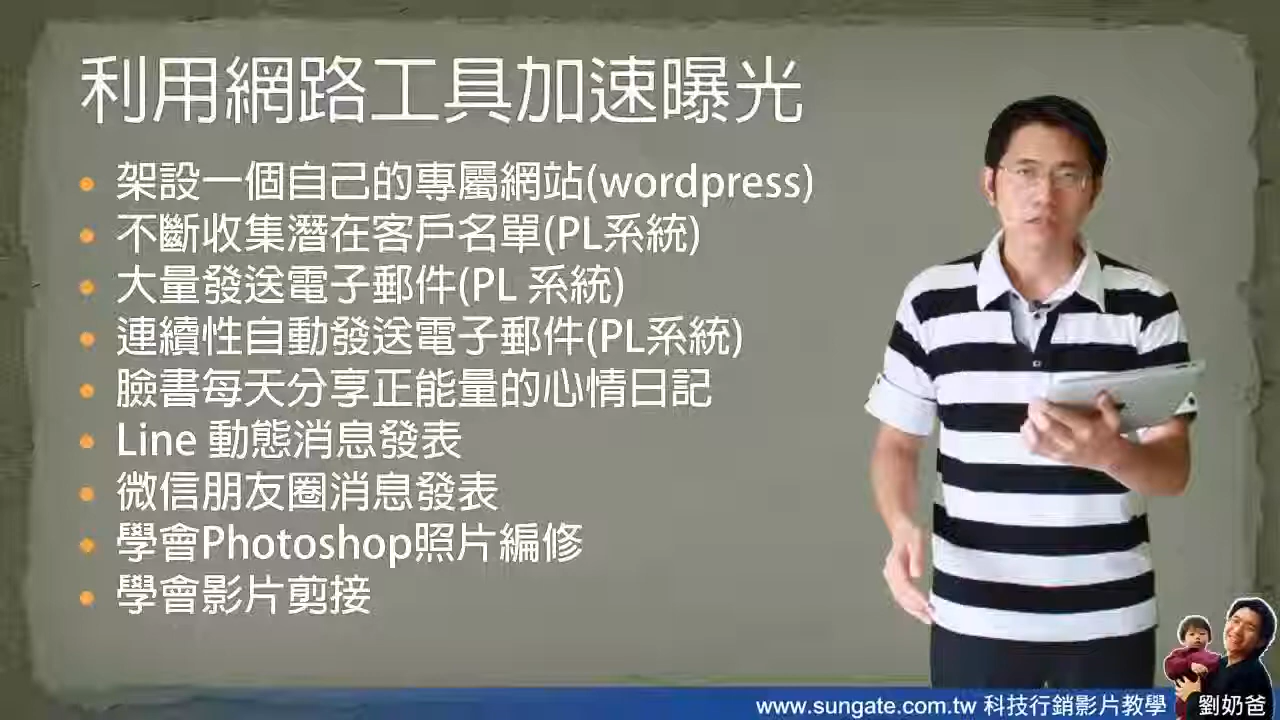 利用網路工具加速曝光
架設一個自己的專屬網站(wordpress)
不斷收集潛在客戶名單(PL系統)
大量發送電子郵件(PL 系統)
連續性自動發送電子郵件(PL系統)
臉書每天分享正能量的心情日記
Line 動態消息發表
微信朋友圈消息發表
學會Photoshop照片編修
學會影片剪接
www.sungate.com.tw 科技行銷影片教學
劉奶爸